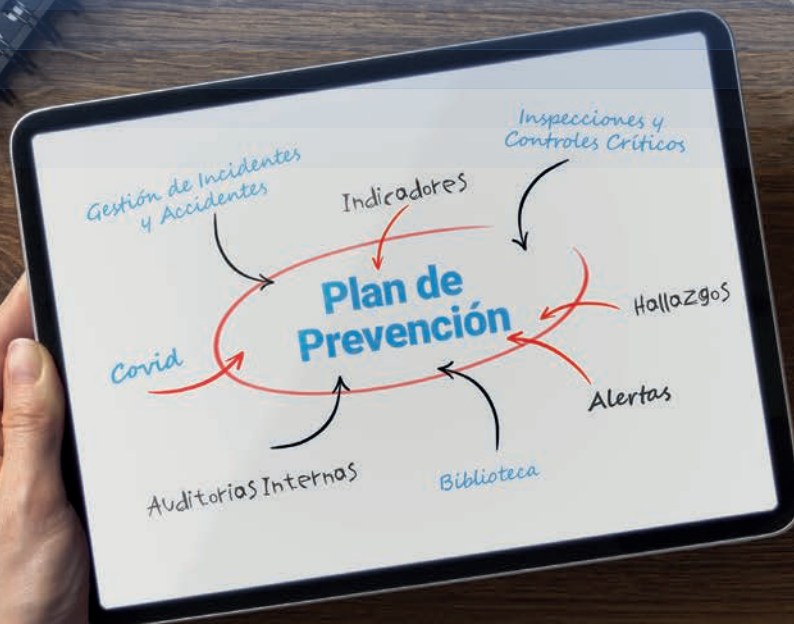 Inspecciones y
Controles Críticos
Gestión de Incidentes
y Accidentes
Indicadores
Plan de
Prevención
Hallazgos
Covid
Alertas
Auditorias Internas
Biblioteca